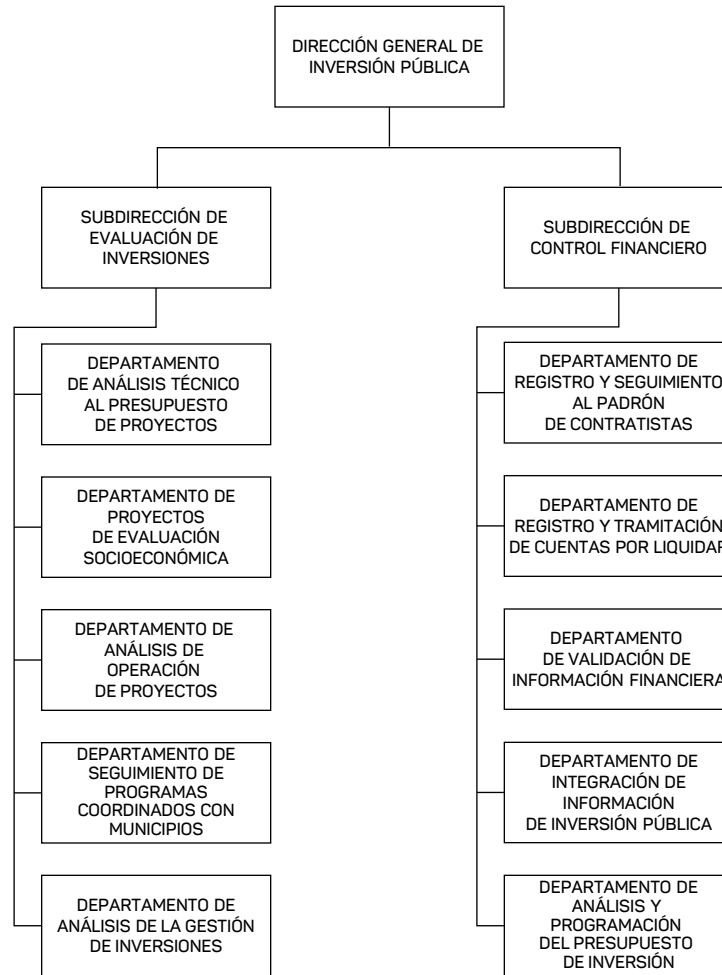 DIRECCIÓN GENERAL DE
INVERSIÓN PÚBLICA
SUBDIRECCIÓN DE
EVALUACIÓN DE
INVERSIONES
DEPARTAMENTO
DE ANÁLISIS TÉCNICO
AL PRESUPUESTO
DE PROYECTOS
DEPARTAMENTO DE
PROYECTOS
DE EVALUACIÓN
SOCIOECONÓMICA
DEPARTAMENTO DE
ANÁLISIS DE
OPERACIÓN
DE PROYECTOS
DEPARTAMENTO DE
SEGUIMIENTO DE
PROGRAMAS
COORDINADOS CON
MUNICIPIOS
DEPARTAMENTO DE
ANÁLISIS DE LA GESTIÓN
DE INVERSIONES
SUBDIRECCIÓN DE
CONTROL FINANCIERO
DEPARTAMENTO DE
REGISTRO Y SEGUIMIENTO
AL PADRÓN
DE CONTRATISTAS
DEPARTAMENTO DE
REGISTRO Y TRAMITACIÓN
DE CUENTAS POR LIQUIDAR
DEPARTAMENTO
DE VALIDACIÓN DE
INFORMACIÓN FINANCIERA
DEPARTAMENTO DE
INTEGRACIÓN DE
INFORMACIÓN
DE INVERSIÓN PÚBLICA
DEPARTAMENTO DE
ANÁLISIS Y
PROGRAMACIÓN
DEL PRESUPUESTO
DE INVERSIÓN